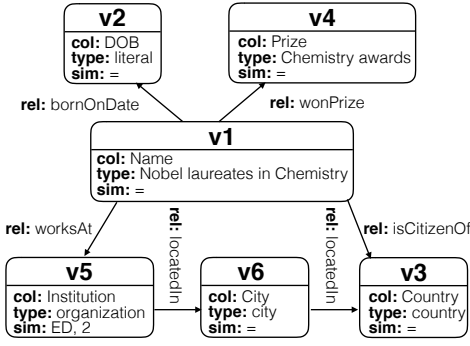 v2
col: DOB
type: literal
sim: =
v4
col: Prize
type: Chemistry awards
sim: =
rel: bornOnDate
rel: wonPrize
v1
col: Name
type: Nobel laureates in Chemistry
sim: =
rel: worksAt
rel: locatedIn
rel: locatedIn
rel: isCitizenOf
v5
col: Institution
type: organization
sim: ED, 2
v6
col: City
type: city
sim: =
v3
col: Country
type: country
sim: =